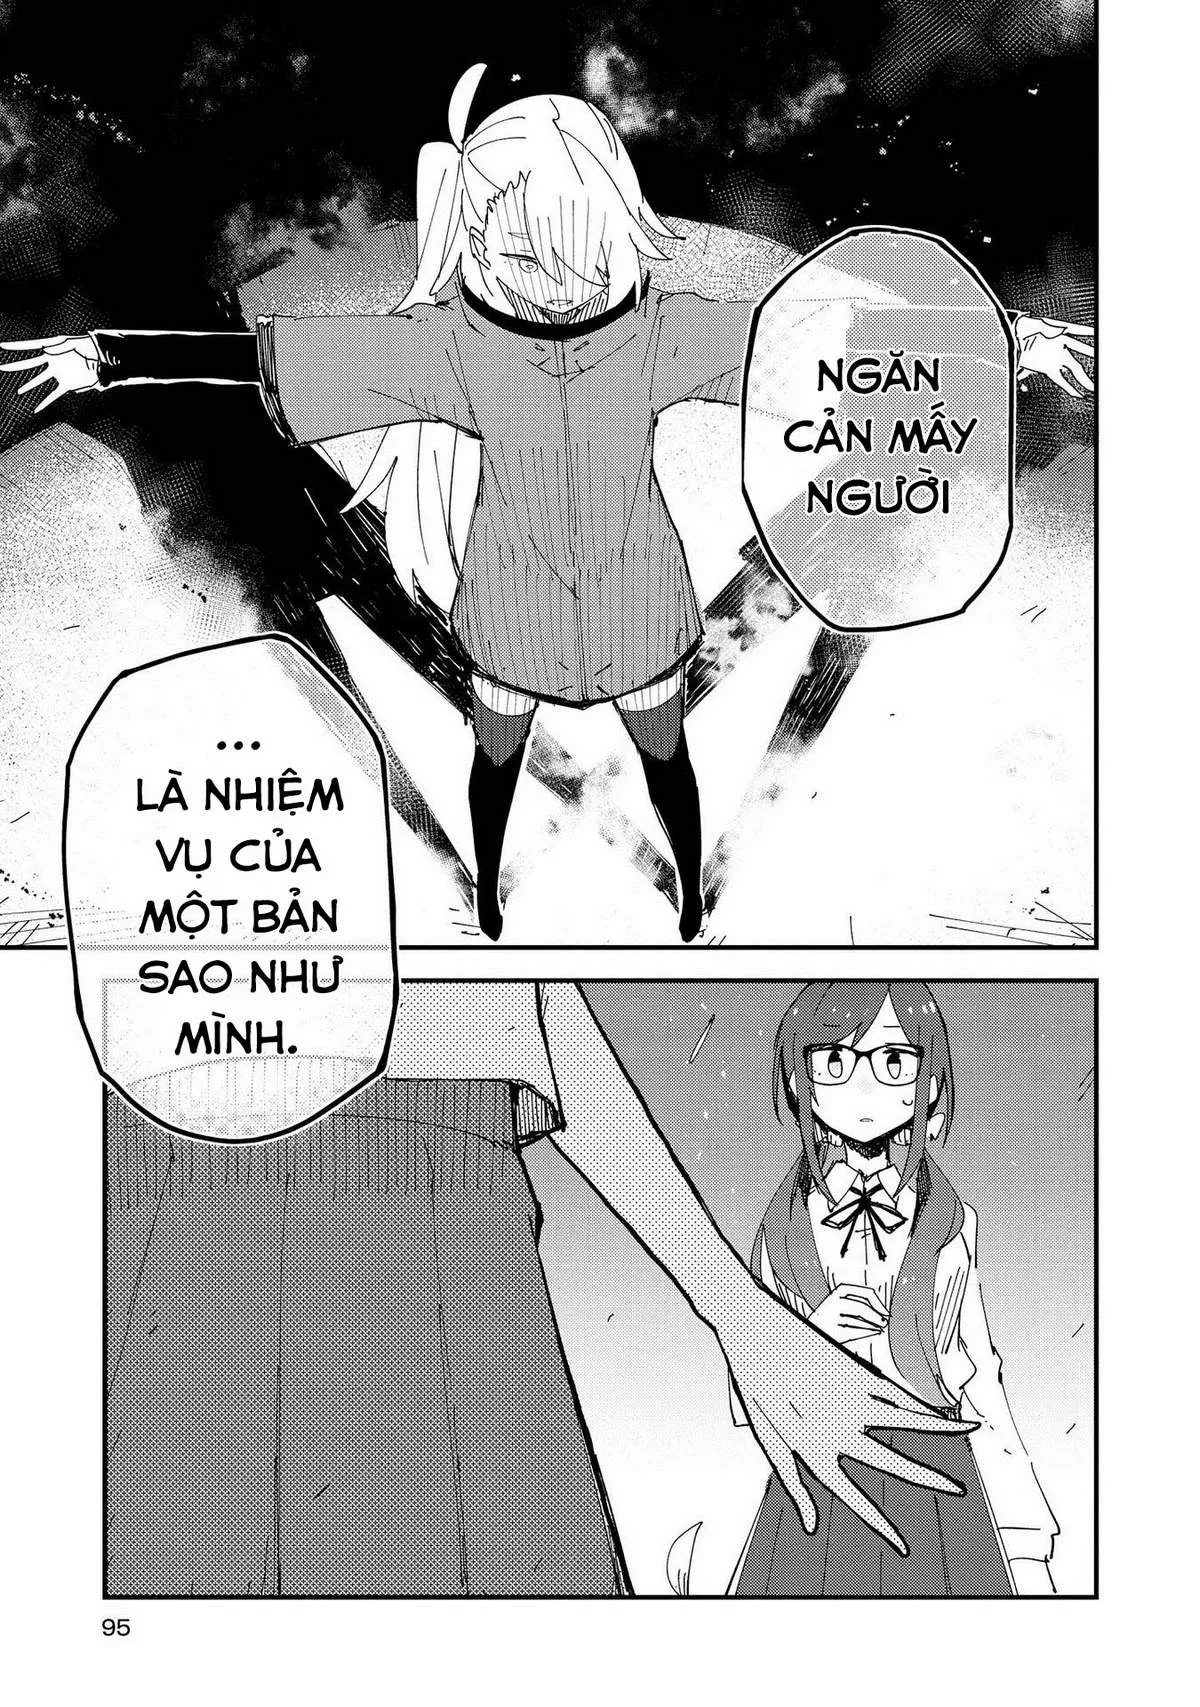 NGĂN
CẢN MẤY
NGƯỜI
...
LÀ NHIỆM
VỤ CỦA
MỘT BẢN
SAO NHƯ
MÌNH.
95